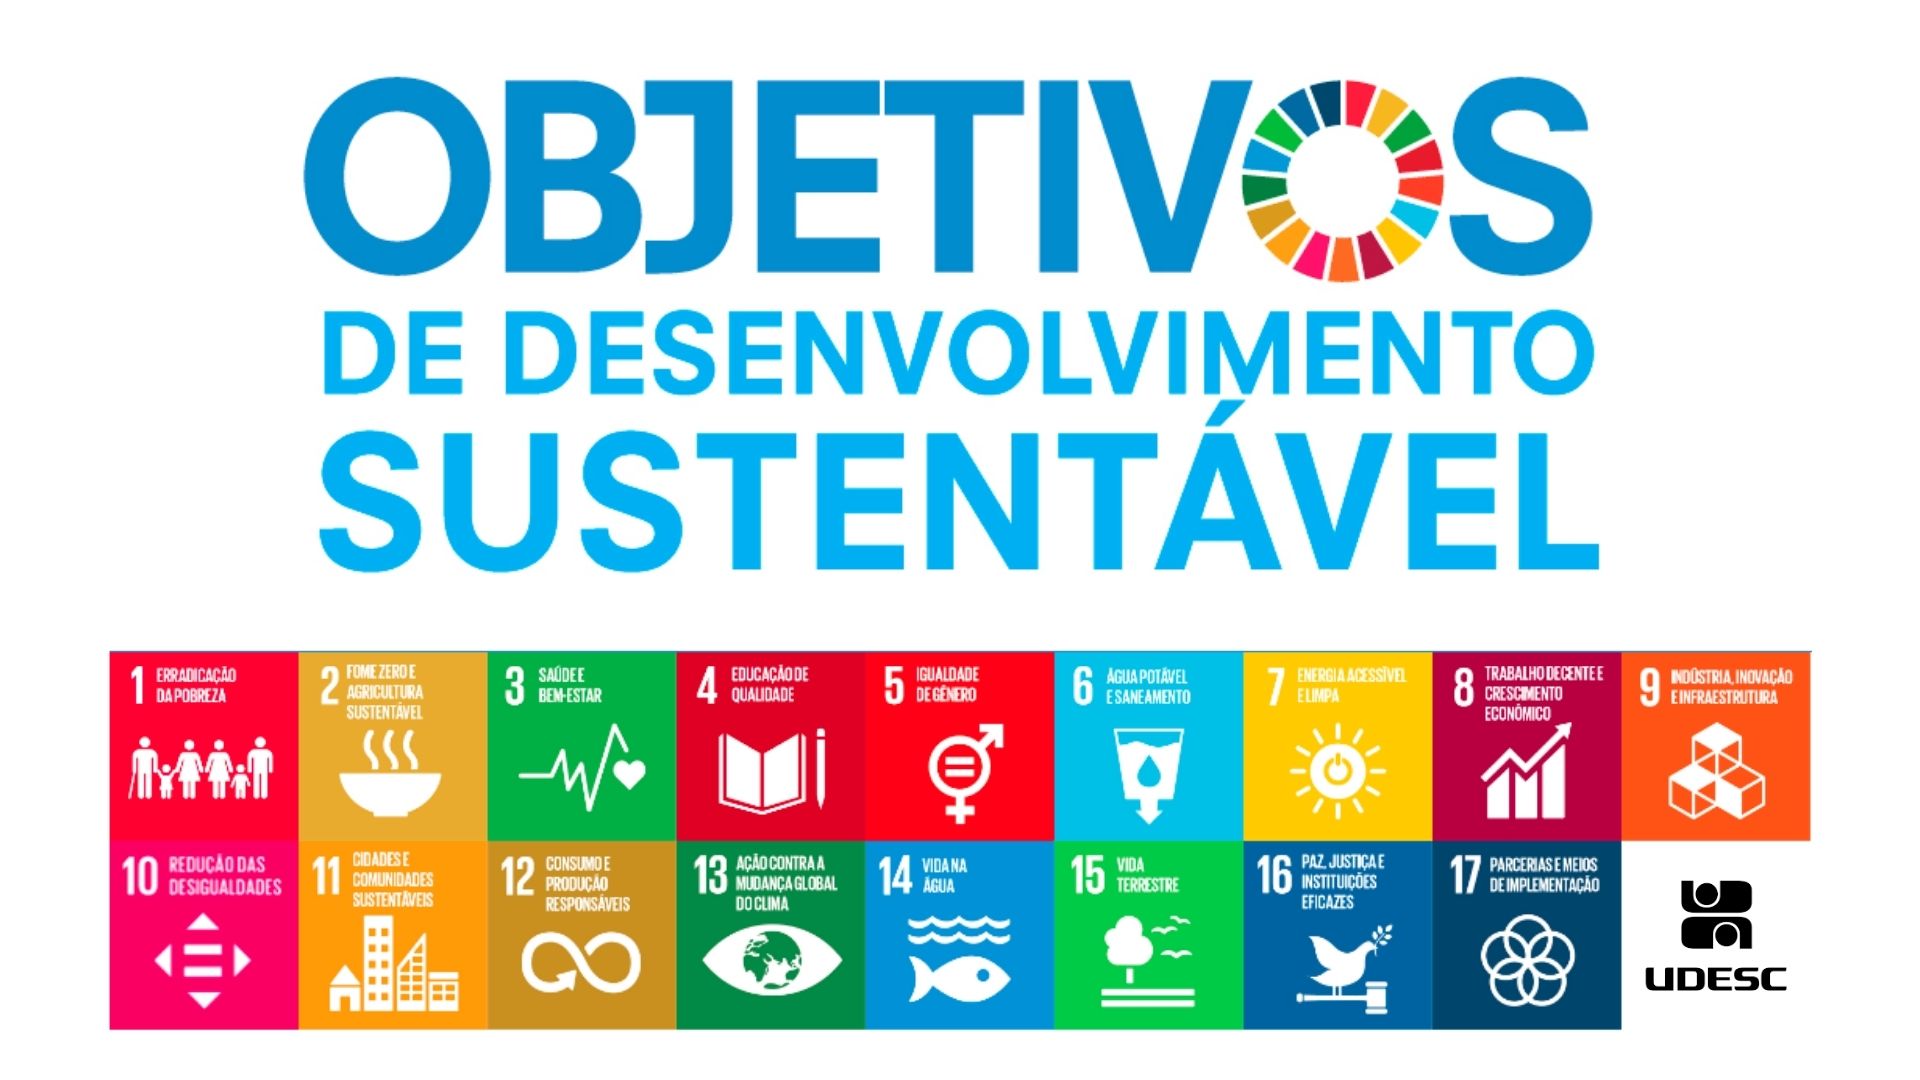 OBJETIVOS
DE DESENVOLVIMENTO
SUSTENTÁVEL
1 ERRADICAÇÃO
DA POBREZA
2 FOME ZERO E
AGRICULTURA
SUSTENTÁVEL
3 SAÚDE E
BEM-ESTAR
4 EDUCAÇÃO DE
QUALIDADE
5 IGUALDADE
DE GÊNERO
6 ÁGUA POTÁVEL
E SANEAMENTO
7 ENERGIA ACESSÍVEL
E LIMPA
8 TRABALHO DECENTE E
CRESCIMENTO
ECONÔMICO
9 INDÚSTRIA, INOVAÇÃO
E INFRAESTRUTURA
10 REDUÇÃO DAS
DESIGUALDADES
11 CIDADES E
COMUNIDADES
SUSTENTÁVEIS
12 CONSUMO E
PRODUÇÃO
RESPONSÁVEIS
13 AÇÃO CONTRA A
MUDANÇA GLOBAL
DO CLIMA
14 VIDA NA
ÁGUA
15 VIDA
TERRESTRE
16 PAZ, JUSTIÇA E
INSTITUIÇÕES
EFICAZES
17 PARCERIAS E MEIOS
DE IMPLEMENTAÇÃO
UDESC